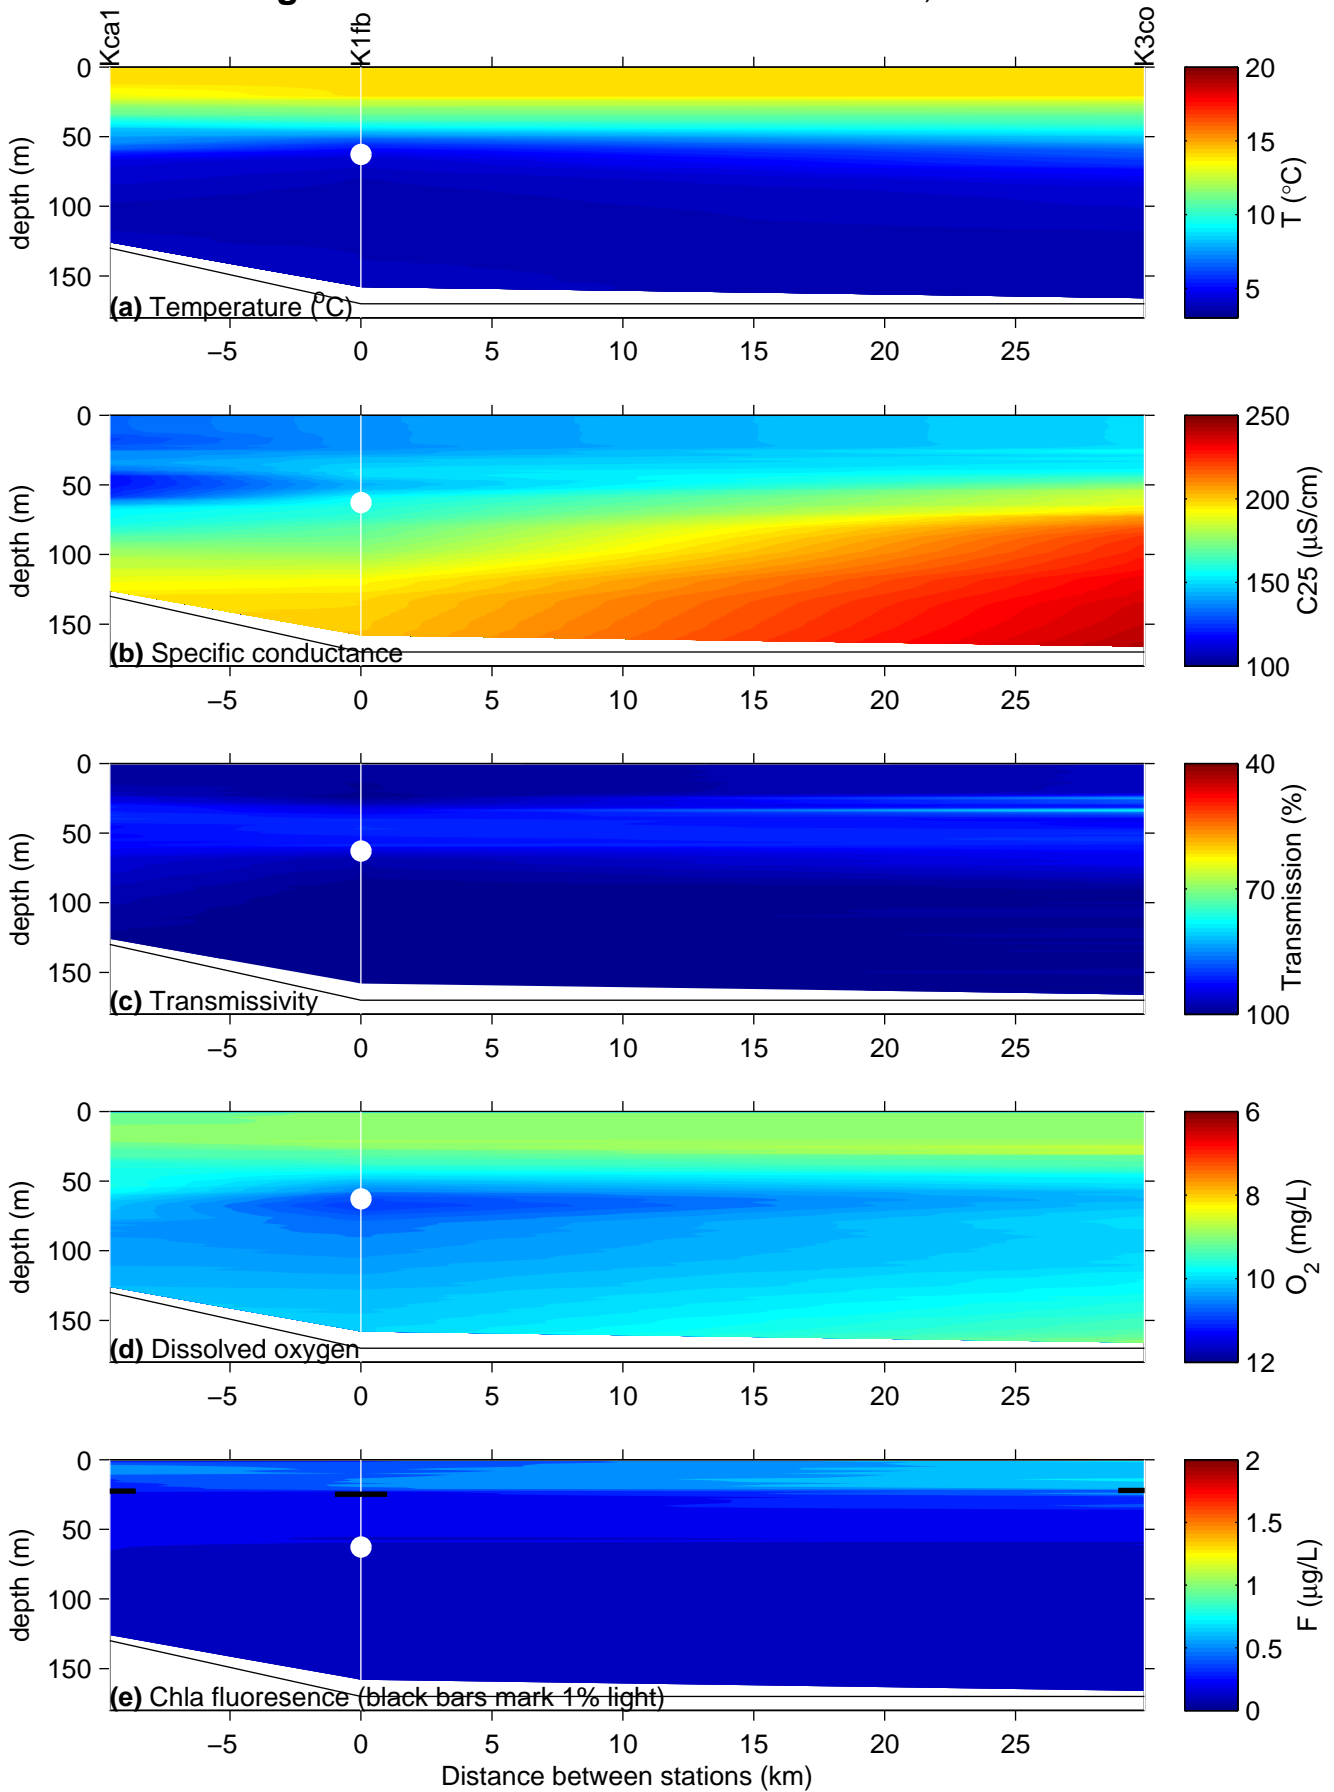 Kca1 K1fb K3co
0
50
100
150
depth (m)
(a) Temperature (°C)
−5 0 5 10 15 20 25
20
15
10
5
T (°C)
0
50
100
150
depth (m)
(b) Specific conductance
−5 0 5 10 15 20 25
250
200
150
100
C25 (μS/cm)
0
50
100
150
depth (m)
(c) Transmissivity
−5 0 5 10 15 20 25
40
70
100
Transmission (%)
0
50
100
150
depth (m)
(d) Dissolved oxygen
−5 0 5 10 15 20 25
6
8
10
12
O2 (mg/L)
0
50
100
150
depth (m)
(e) Chla fluoresence (black bars mark 1% light)
−5 0 5 10 15 20 25
Distance between stations (km)
2
1.5
1
0.5
0
F (μg/L)